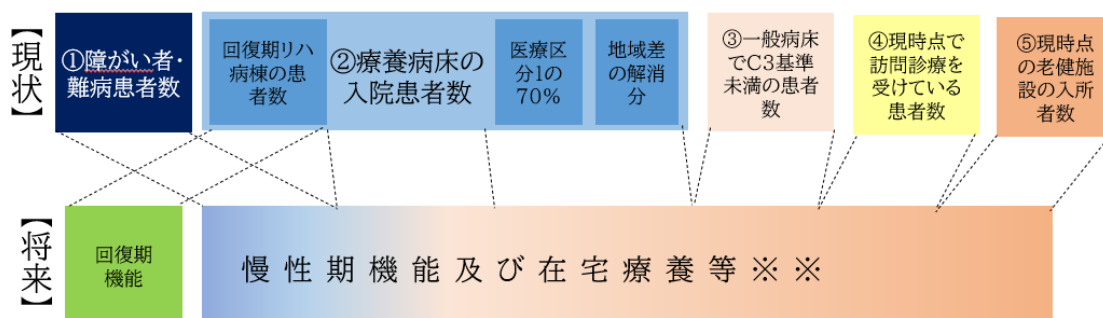 【現状】
①障がい者・
難病患者数
回復期リハ
病棟の患
者数
②療養病床の
入院患者数
医療区
分1の
70%
地域差
の解消
分
③一般病床
でC3基準
未満の患者
数
④現時点で
訪問診療を
受けている
患者数
⑤現時点
の老健施
設の入所
者数
【将来】
回復期
機能
慢性期機能及び在宅療養等※※